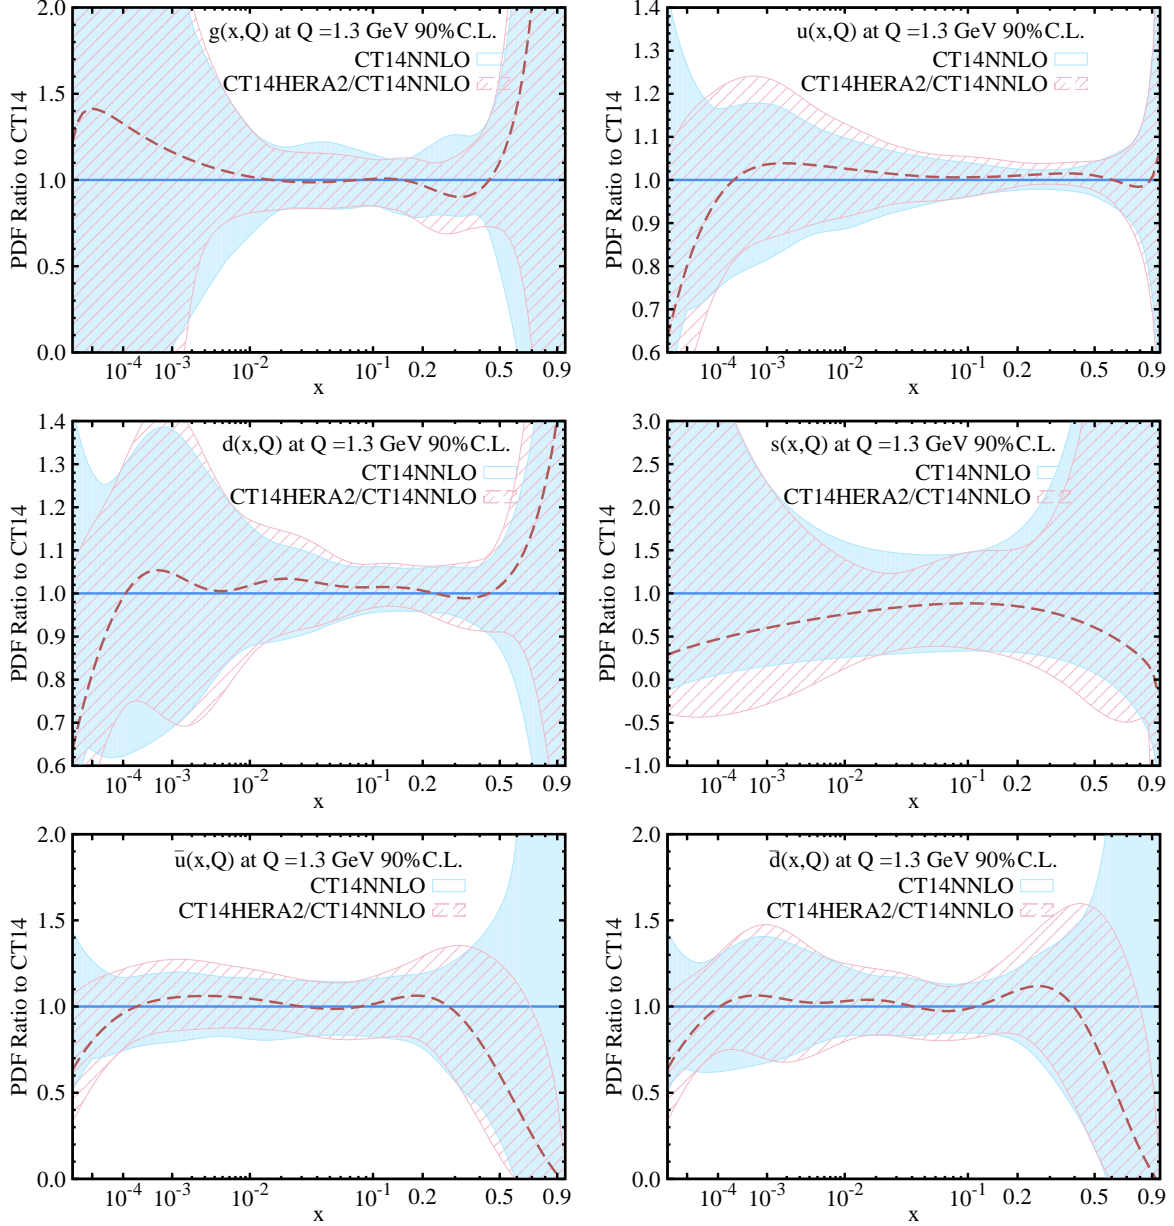 g(x,Q) at Q =1.3 GeV 90%C.L.
CT14NNLO
CT14HERA2/CT14NNLO
PDF Ratio to CT14
2.0
1.5
1.0
0.5
0.0
10-4
10-3
10-2
10-1
0.2
0.5
0.9
x
u(x,Q) at Q =1.3 GeV 90%C.L.
CT14NNLO
CT14HERA2/CT14NNLO
PDF Ratio to CT14
1.4
1.3
1.2
1.1
1.0
0.9
0.8
0.7
0.6
10-4
10-3
10-2
10-1
0.2
0.5
0.9
x
d(x,Q) at Q =1.3 GeV 90%C.L.
CT14NNLO
CT14HERA2/CT14NNLO
PDF Ratio to CT14
1.4
1.3
1.2
1.1
1.0
0.9
0.8
0.7
0.6
10-4
10-3
10-2
10-1
0.2
0.5
0.9
x
s(x,Q) at Q =1.3 GeV 90%C.L.
CT14NNLO
CT14HERA2/CT14NNLO
PDF Ratio to CT14
3.0
2.5
2.0
1.5
1.0
0.5
0.0
-0.5
-1.0
10-4
10-3
10-2
10-1
0.2
0.5
0.9
x
u̅(x,Q) at Q =1.3 GeV 90%C.L.
CT14NNLO
CT14HERA2/CT14NNLO
PDF Ratio to CT14
2.0
1.5
1.0
0.5
0.0
10-4
10-3
10-2
10-1
0.2
0.5
0.9
x
d̅(x,Q) at Q =1.3 GeV 90%C.L.
CT14NNLO
CT14HERA2/CT14NNLO
PDF Ratio to CT14
2.0
1.5
1.0
0.5
0.0
10-4
10-3
10-2
10-1
0.2
0.5
0.9
x